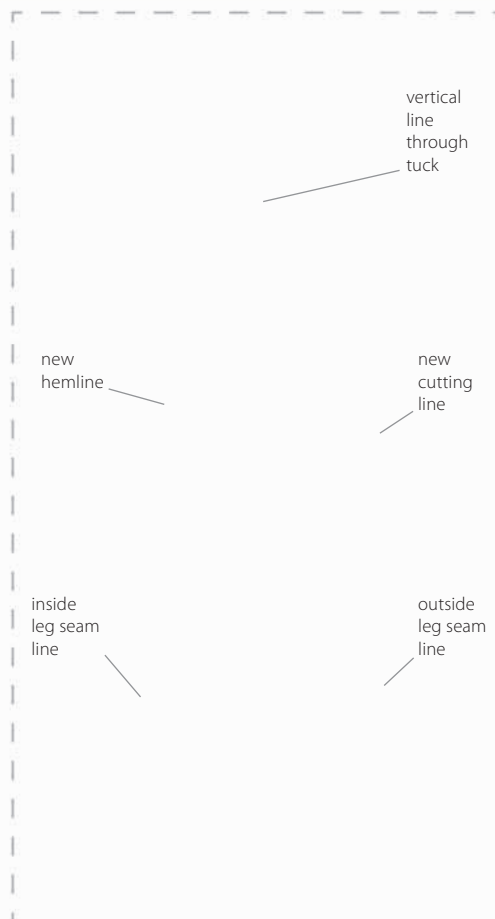 vertical
line
through
tuck
new
hemline
new
cutting
line
inside
leg seam
line
outside
leg seam
line